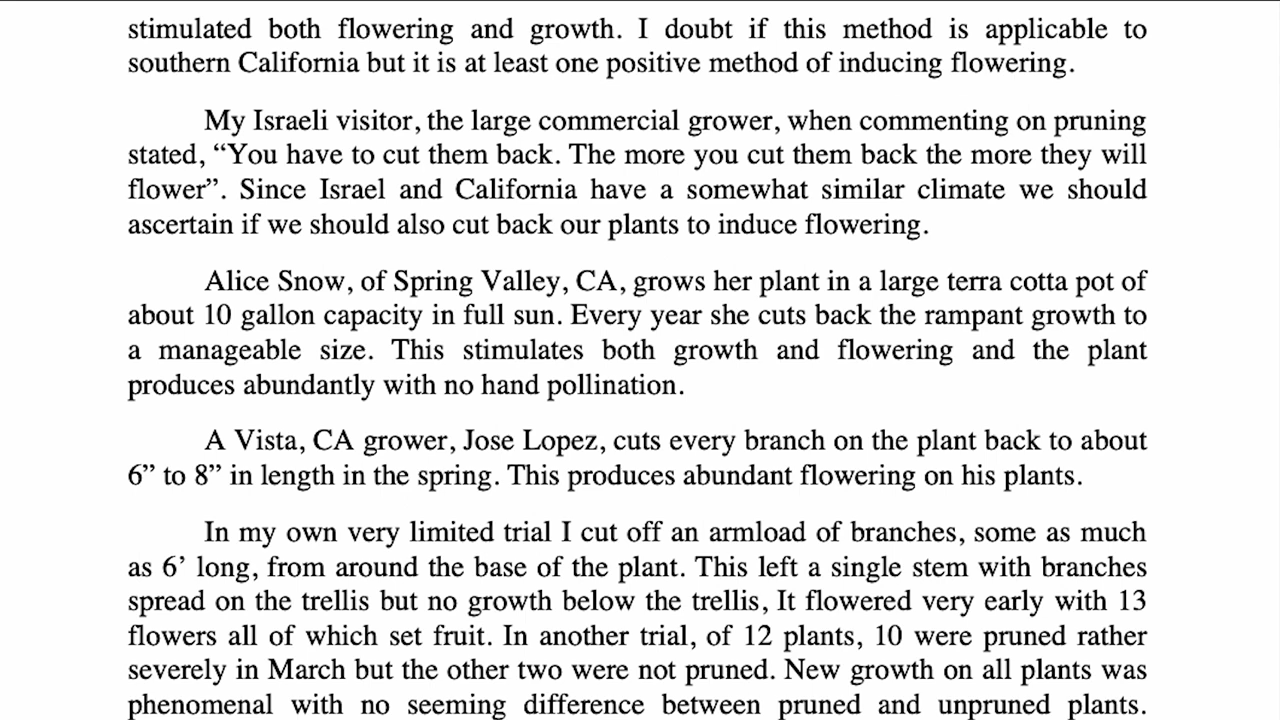 stimulated both flowering and growth. I doubt if this method is applicable to
southern California but it is at least one positive method of inducing flowering.
My Israeli visitor, the large commercial grower, when commenting on pruning
stated, “You have to cut them back. The more you cut them back the more they will
flower”. Since Israel and California have a somewhat similar climate we should
ascertain if we should also cut back our plants to induce flowering.
Alice Snow, of Spring Valley, CA, grows her plant in a large terra cotta pot of
about 10 gallon capacity in full sun. Every year she cuts back the rampant growth to
a manageable size. This stimulates both growth and flowering and the plant
produces abundantly with no hand pollination.
A Vista, CA grower, Jose Lopez, cuts every branch on the plant back to about
6” to 8” in length in the spring. This produces abundant flowering on his plants.
In my own very limited trial I cut off an armload of branches, some as much
as 6’ long, from around the base of the plant. This left a single stem with branches
spread on the trellis but no growth below the trellis, It flowered very early with 13
flowers all of which set fruit. In another trial, of 12 plants, 10 were pruned rather
severely in March but the other two were not pruned. New growth on all plants was
phenomenal with no seeming difference between pruned and unpruned plants.